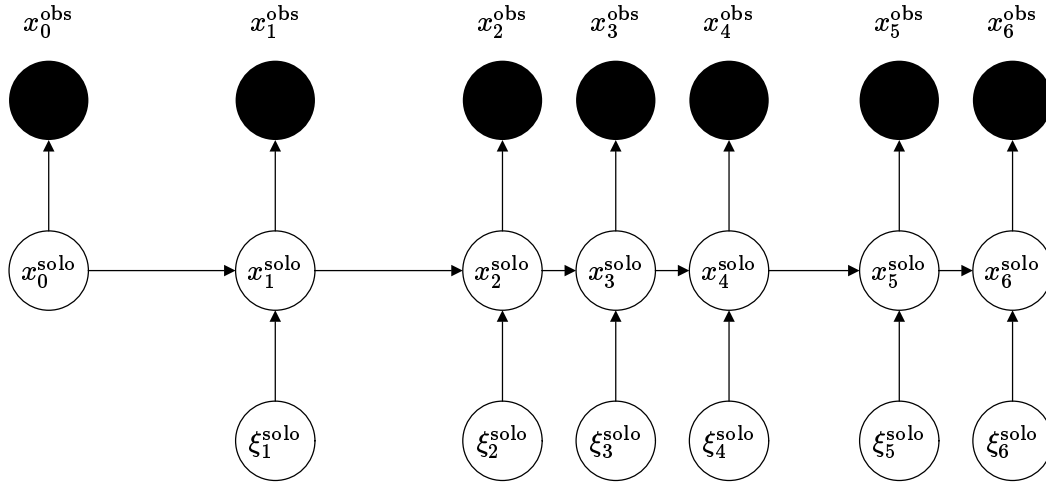 x_0^obs x_1^obs x_2^obs x_3^obs x_4^obs x_5^obs x_6^obs
x_0^solo x_1^solo x_2^solo x_3^solo x_4^solo x_5^solo x_6^solo
ξ_1^solo ξ_2^solo ξ_3^solo ξ_4^solo ξ_5^solo ξ_6^solo